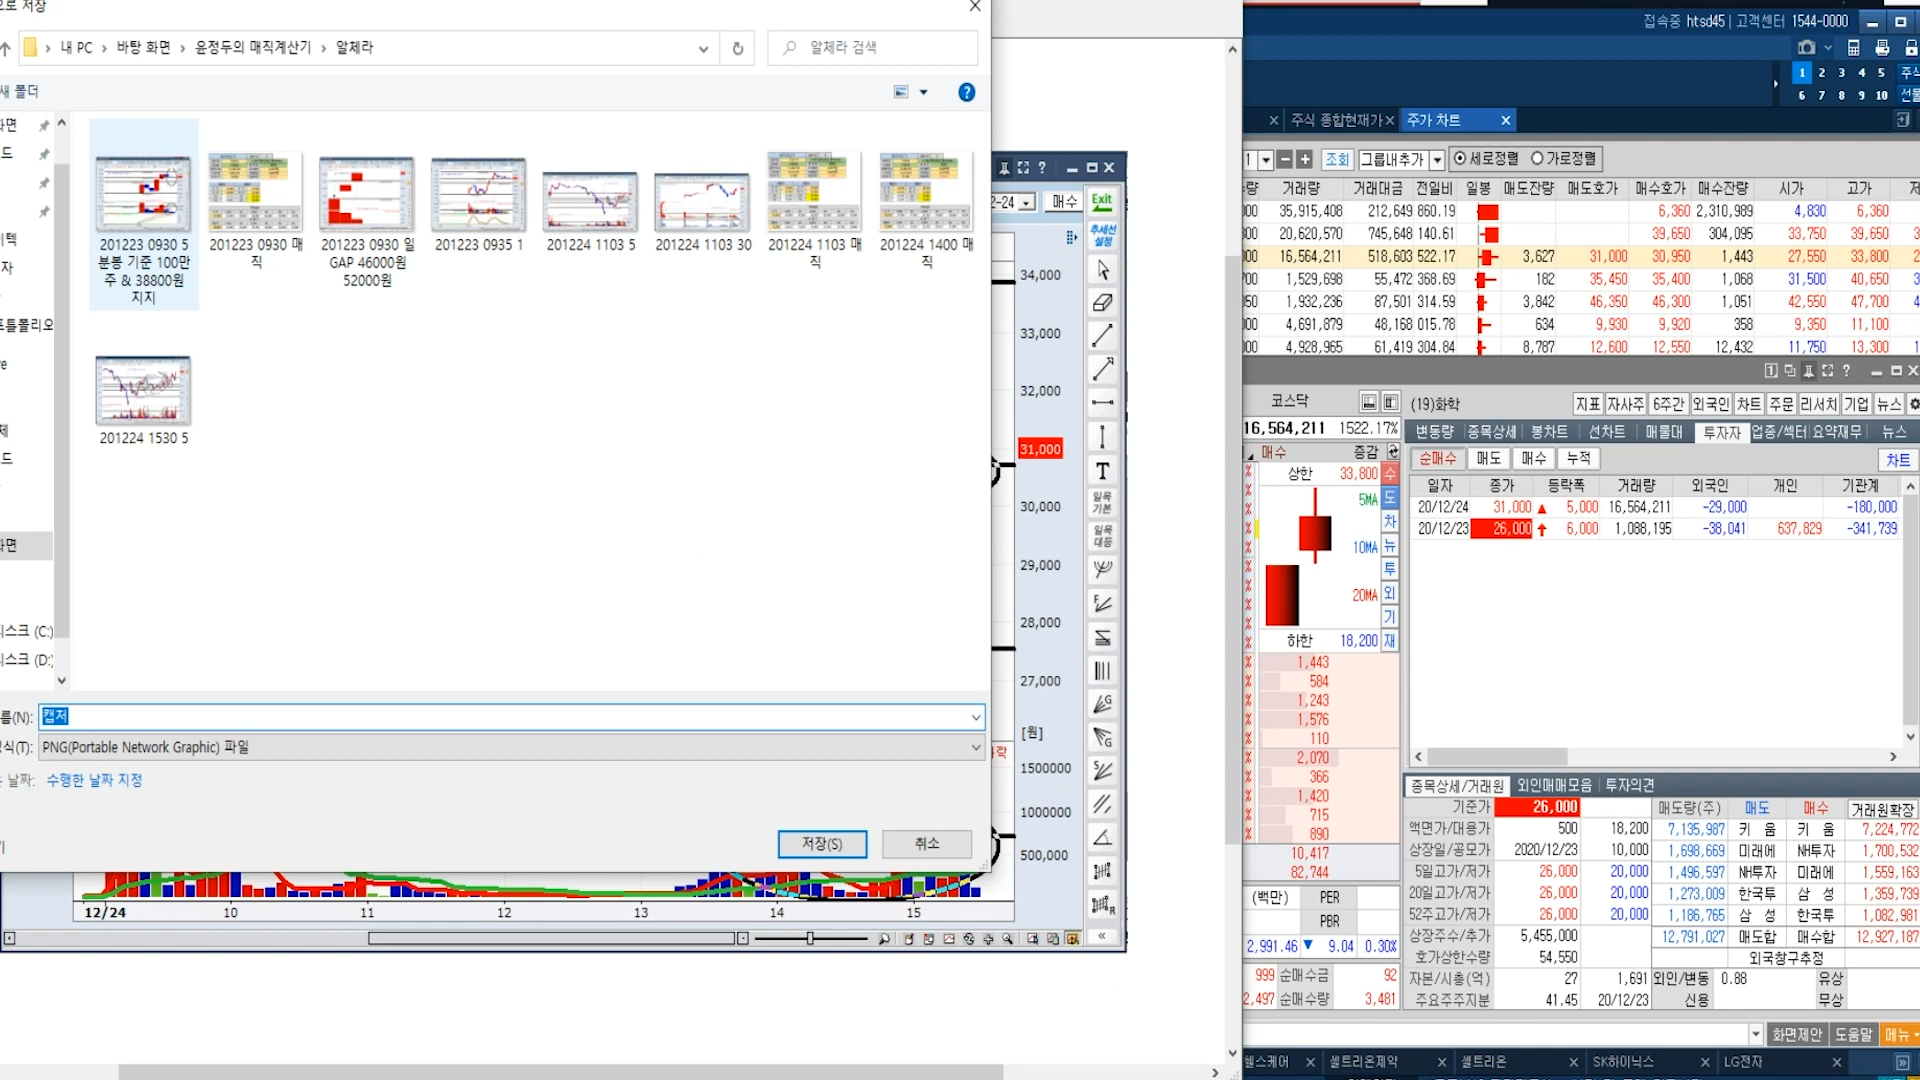 으로 저장
내 PC > 바탕 화면 > 윤정두의 매직계산기 > 알체라
알체라 검색
새 폴더
201223 0930 5
분봉 기준 100만
주 & 38800원
지지
201223 0930 매
직
201223 0930 일
GAP 46000원
52000원
201223 0935 1
201224 1103 5
201224 1103 30
201224 1103 매
직
201224 1400 매
직
201224 1530 5
스크 (C:)
스크 (D:)
름(N): 캡처
식(T): PNG(Portable Network Graphic) 파일
날짜: 수행한 날짜 지정
저장(S)
취소
2-24 매수
Exit
추세선
설정
T
일목
기본
일목
대등
34,000
33,000
32,000
31,000
30,000
29,000
28,000
27,000
[원]
1500000
1000000
500,000
12/24 10 11 12 13 14 15
접속중 htsd45 | 고객센터 1544-0000
1 2 3 4 5
6 7 8 9 10
주식 종합현재가 주가 차트
1 조회 그룹내추가 세로정렬 가로정렬
거래량 거래대금 전일비 일봉 매도잔량 매도호가 매수호가 매수잔량 시가 고가
35,915,408 212,649 860.19 6,360 2,310,989 4,830 6,360
20,620,570 745,648 140.61 39,650 304,095 33,750 39,650
16,564,211 518,603 522.17 3,627 31,000 30,950 1,443 27,550 33,800
1,529,698 55,472 368.69 182 35,450 35,400 1,068 31,500 40,650
1,932,236 87,501 314.59 3,842 46,350 46,300 1,051 42,550 47,700
4,691,879 48,168 015.78 634 9,930 9,920 358 9,350 11,100
4,928,965 61,419 304.84 8,787 12,600 12,550 12,432 11,750 13,300
코스닥 (19)화학 지표 자사주 6주간 외국인 차트 주문 리서치 기업 뉴스
16,564,211 1522.17%
변동량 종목상세 봉차트 선차트 매물대 투자자 업종/섹터 요약재무 뉴스
매수 증감
순매수 매도 매수 누적 차트
상한 33,800
5MA
10MA
20MA
하한 18,200
수
도
차
뉴
투
외
기
재
일자 종가 등락폭 거래량 외국인 개인 기관계
20/12/24 31,000 ▲ 5,000 16,564,211 -29,000 -180,000
20/12/23 26,000 ↑ 6,000 1,088,195 -38,041 637,829 -341,739
1,443
584
1,243
1,576
110
2,070
366
1,420
715
890
10,417
82,744
(백만) PER
PBR
2,991.46 ▼ 9.04 0.30%
999 순매수금 92
2,497 순매수량 3,481
종목상세/거래원 외인매매모음 투자의견
기준가 26,000 매도량(주) 매도 매수 거래원확장
액면가/대용가 500 18,200 7,135,987 키 움 키 움 7,224,772
상장일/공모가 2020/12/23 10,000 1,698,669 미래에 NH투자 1,700,532
5일고가/저가 26,000 20,000 1,496,597 NH투자 미래에 1,559,163
20일고가/저가 26,000 20,000 1,273,009 한국투 삼 성 1,359,739
52주고가/저가 26,000 20,000 1,186,765 삼 성 한국투 1,082,981
상장주수/추가 5,455,000 12,791,027 매도합 매수합 12,927,187
호가상한수량 54,550 외국창구추정
자본/시총(억) 27 1,691 외인/변동 0.88 유상
주요주주지분 41.45 20/12/23 신용 무상
화면제안 도움말 메뉴
헬스케어 셀트리온제약 셀트리온 SK하이닉스 LG전자